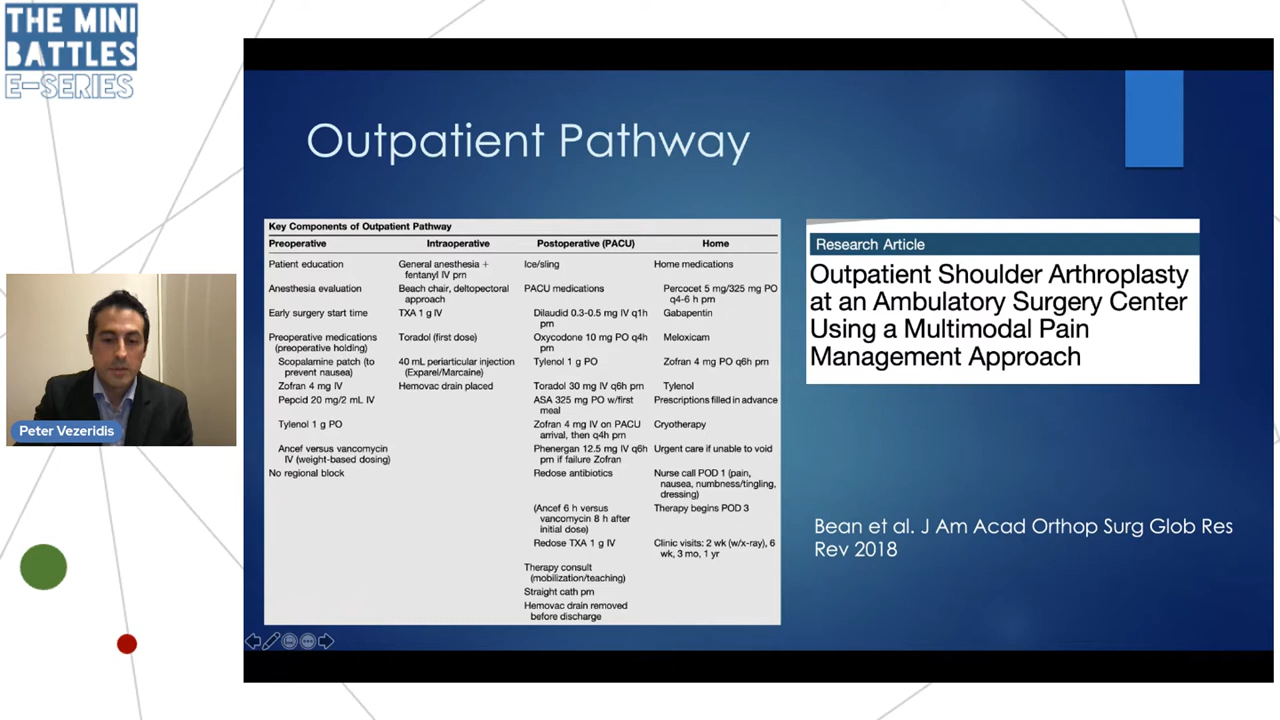 THE MINI
BATTLES
E-SERIES
Outpatient Pathway
Key Components of Outpatient Pathway
Preoperative
Patient education
Anesthesia evaluation
Early surgery start time
Preoperative medications
(preoperative holding)
Scopalamine patch (to
prevent nausea)
Zofran 4 mg IV
Pepcid 20 mg/2 mL IV
Tylenol 1 g PO
Ancef versus vancomycin
IV (weight-based dosing)
No regional block
Intraoperative
General anesthesia +
fentanyl IV prn
Beach chair, deltopectoral
approach
TXA 1 g IV
Toradol (first dose)
40 mL periarticular injection
(Exparel/Marcaine)
Hemovac drain placed
Postoperative (PACU)
Ice/sling
PACU medications
Dilaudid 0.3-0.5 mg IV q1h
prn
Oxycodone 10 mg PO q4h
prn
Tylenol 1 g PO
Toradol 30 mg IV q6h prn
ASA 325 mg PO w/first
meal
Zofran 4 mg IV on PACU
arrival, then q4h prn
Phenergan 12.5 mg IV q6h
prn if failure Zofran
Redose antibiotics
(Ancef 6 h versus
vancomycin 8 h after
initial dose)
Redose TXA 1 g IV
Therapy consult
(mobilization/teaching)
Straight cath prn
Hemovac drain removed
before discharge
Home
Home medications
Percocet 5 mg/325 mg PO
q4-6 h prn
Gabapentin
Meloxicam
Zofran 4 mg PO q6h prn
Tylenol
Prescriptions filled in advance
Cryotherapy
Urgent care if unable to void
Nurse call POD 1 (pain,
nausea, numbness/tingling,
dressing)
Therapy begins POD 3
Clinic visits: 2 wk (w/x-ray), 6
wk, 3 mo, 1 yr
Research Article
Outpatient Shoulder Arthroplasty
at an Ambulatory Surgery Center
Using a Multimodal Pain
Management Approach
Bean et al. J Am Acad Orthop Surg Glob Res
Rev 2018
Peter Vezeridis